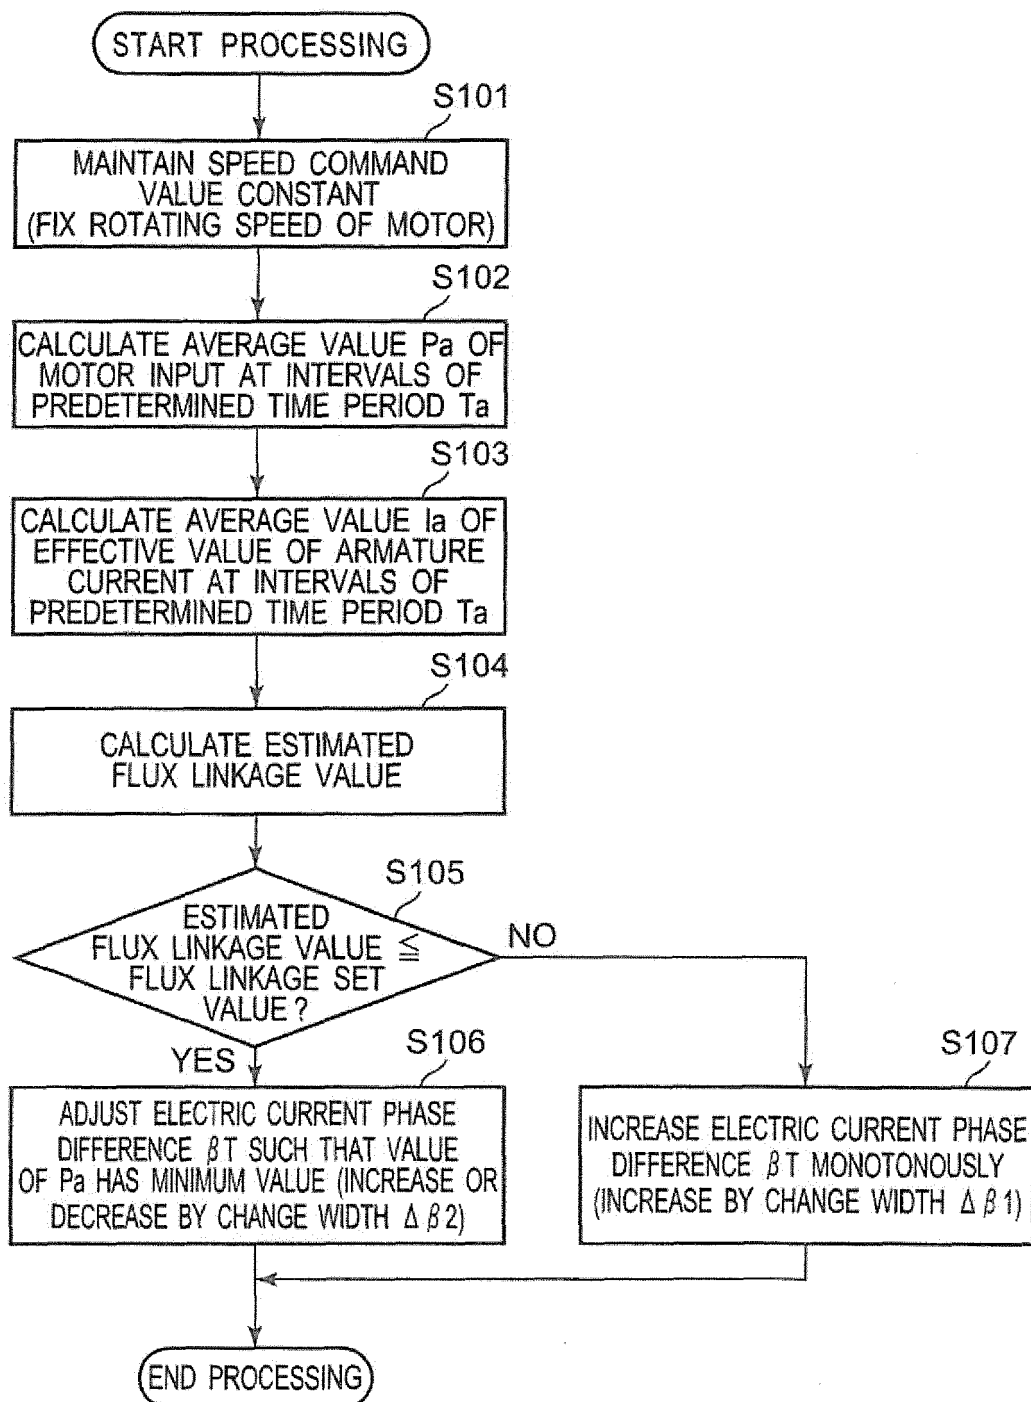 START PROCESSING
S101
MAINTAIN SPEED COMMAND
VALUE CONSTANT
(FIX ROTATING SPEED OF MOTOR)
S102
CALCULATE AVERAGE VALUE Pa OF
MOTOR INPUT AT INTERVALS OF
PREDETERMINED TIME PERIOD Ta
S103
CALCULATE AVERAGE VALUE Ia OF
EFFECTIVE VALUE OF ARMATURE
CURRENT AT INTERVALS OF
PREDETERMINED TIME PERIOD Ta
S104
CALCULATE ESTIMATED
FLUX LINKAGE VALUE
S105
ESTIMATED
FLUX LINKAGE VALUE ≦
FLUX LINKAGE SET
VALUE?
NO
YES
S106
ADJUST ELECTRIC CURRENT PHASE
DIFFERENCE βT SUCH THAT VALUE
OF Pa HAS MINIMUM VALUE (INCREASE OR
DECREASE BY CHANGE WIDTH Δβ2)
S107
INCREASE ELECTRIC CURRENT PHASE
DIFFERENCE βT MONOTONOUSLY
(INCREASE BY CHANGE WIDTH Δβ1)
END PROCESSING